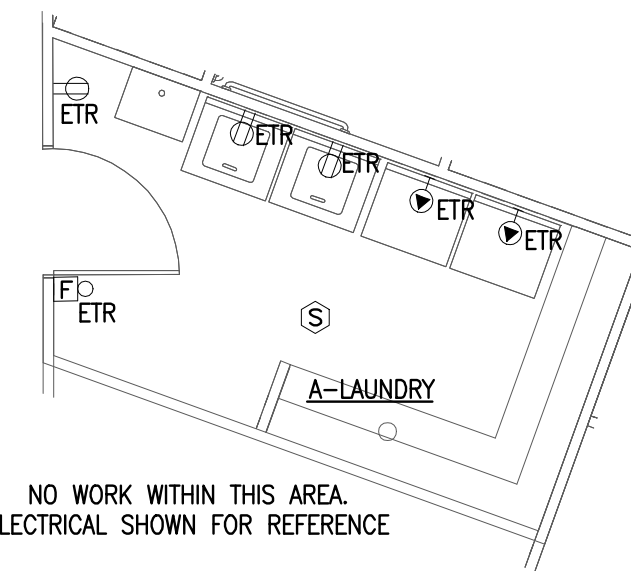 ETR
ETR
ETR
ETR
ETR
F
ETR
S
A-LAUNDRY
NO WORK WITHIN THIS AREA.
LECTRICAL SHOWN FOR REFERENCE